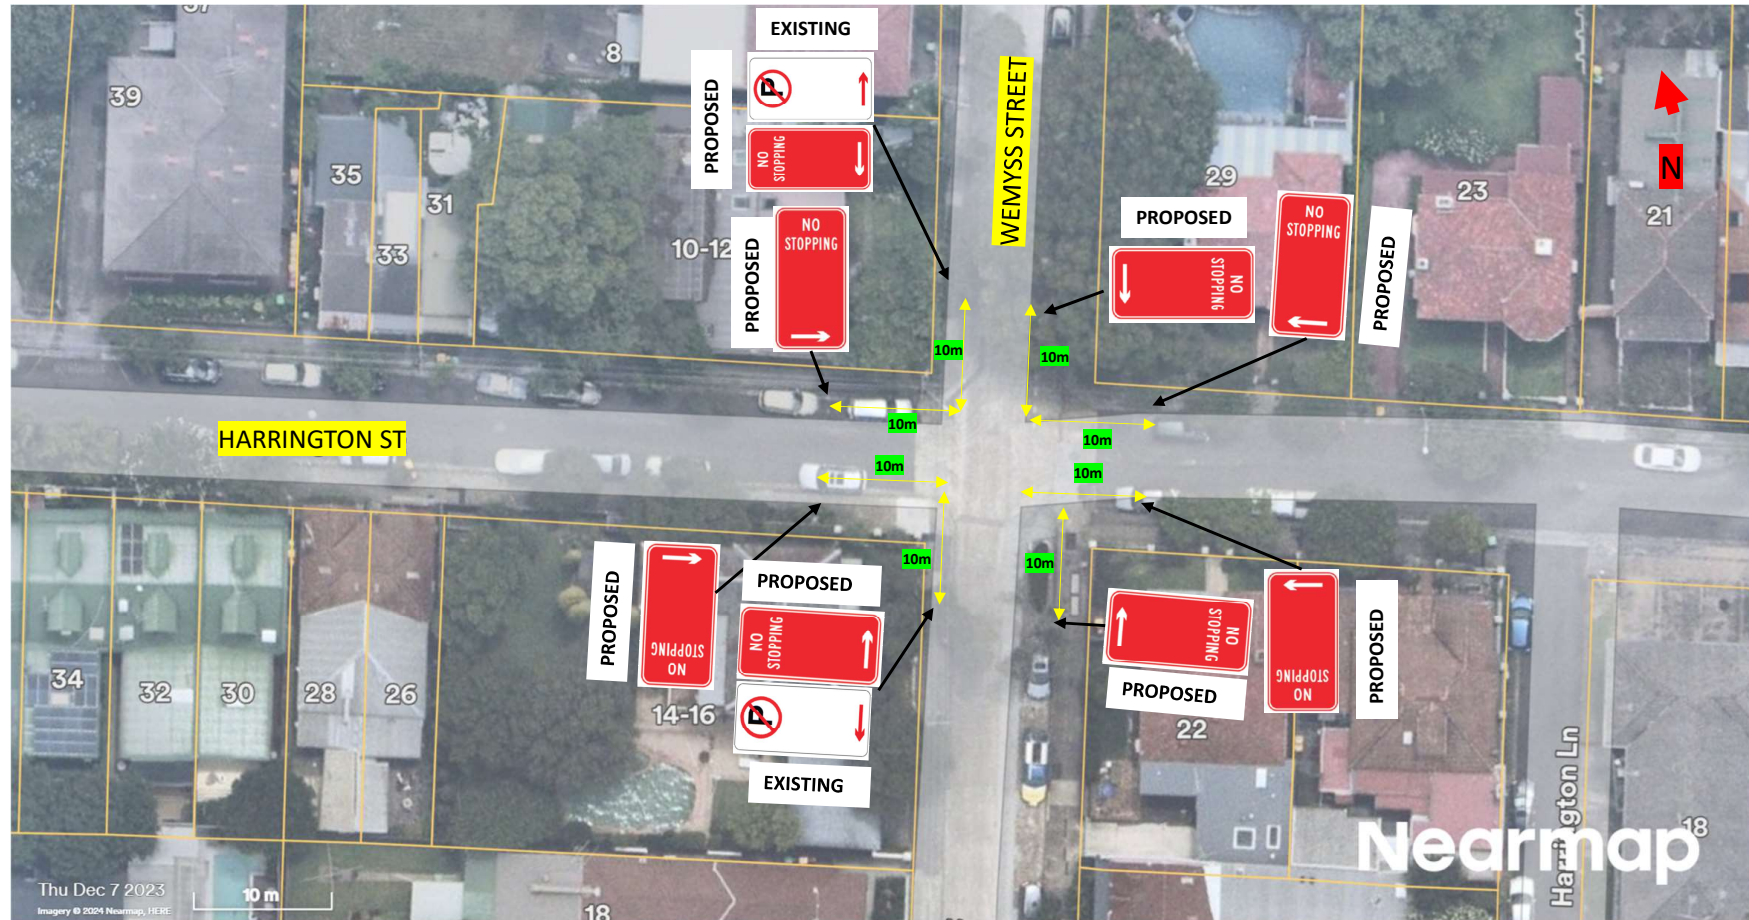 37
EXISTING
8
P
PROPOSED
NO
STOPPING
39
WEMYSS STREET
35
31
33
10-12
PROPOSED
NO
STOPPING
29
PROPOSED
NO
STOPPING
NO
STOPPING
PROPOSED
23
21
N
10m
10m
10m
10m
HARRINGTON ST
10m
10m
10m
10m
PROPOSED
NO
STOPPING
PROPOSED
NO
STOPPING
P
EXISTING
14-16
NO
STOPPING
PROPOSED
NO
STOPPING
PROPOSED
22
34
32
30
28
26
18
Harrington Ln
Nearmap
18
Thu Dec 7 2023
10 m
Imagery © 2024 Nearmap, HERE